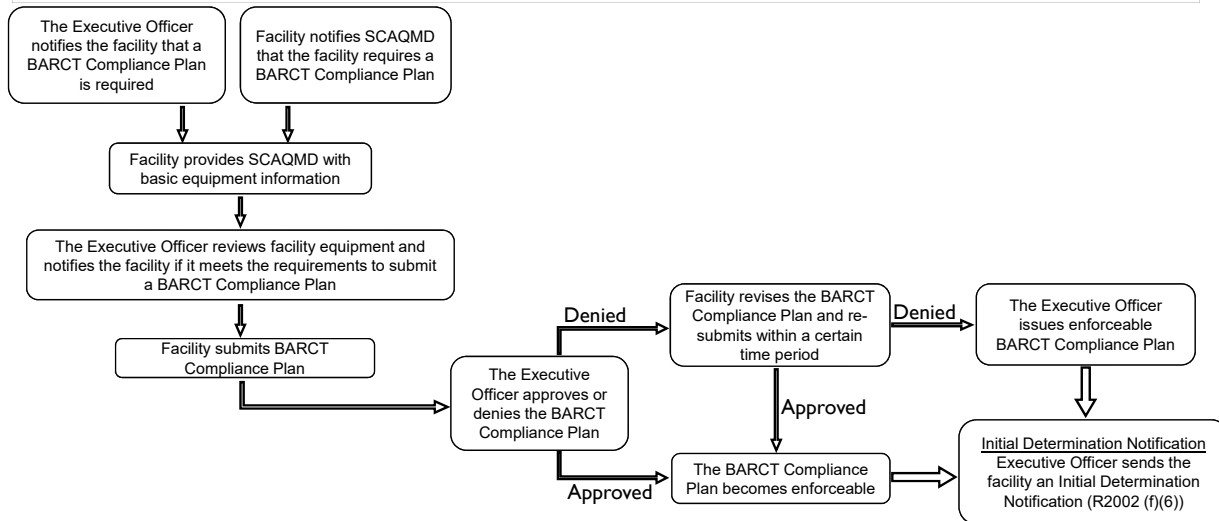 The Executive Officer
notifies the facility that a
BARCT Compliance Plan
is required
Facility notifies SCAQMD
that the facility requires a
BARCT Compliance Plan
Facility provides SCAQMD with
basic equipment information
The Executive Officer reviews facility equipment and
notifies the facility if it meets the requirements to submit
a BARCT Compliance Plan
Facility submits BARCT
Compliance Plan
The Executive
Officer approves or
denies the BARCT
Compliance Plan
Denied
Facility revises the BARCT
Compliance Plan and re-
submits within a certain
time period
Denied
The Executive Officer
issues enforceable
BARCT Compliance Plan
Approved
Approved
The BARCT Compliance
Plan becomes enforceable
Initial Determination Notification
Executive Officer sends the
facility an Initial Determination
Notification (R2002 (f)(6))